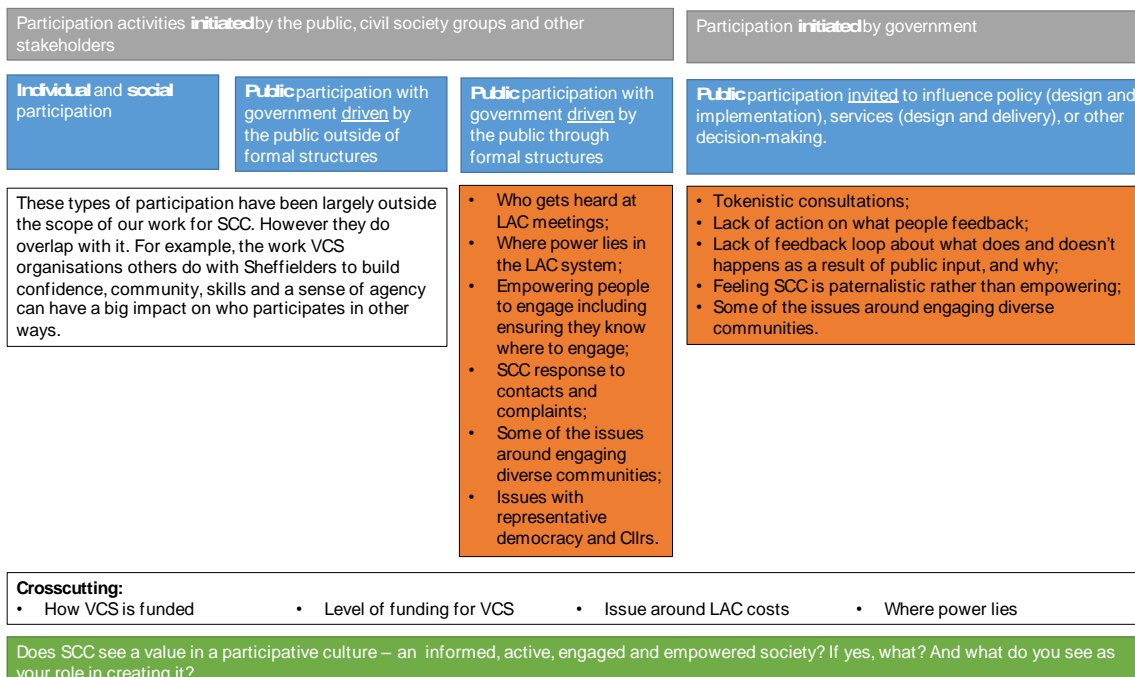 Participation activities initiated by the public, civil society groups and other
stakeholders
Participation initiated by government
Individual and social
participation
Public participation with
government driven by
the public outside of
formal structures
Public participation with
government driven by
the public through
formal structures
Public participation invited to influence policy (design and
implementation), services (design and delivery), or other
decision-making.
These types of participation have been largely outside
the scope of our work for SCC. However they do
overlap with it. For example, the work VCS
organisations others do with Sheffielders to build
confidence, community, skills and a sense of agency
can have a big impact on who participates in other
ways.
• Who gets heard at
LAC meetings;
• Where power lies in
the LAC system;
• Empowering people
to engage including
ensuring they know
where to engage;
• SCC response to
contacts and
complaints;
• Some of the issues
around engaging
diverse communities;
• Issues with
representative
democracy and Cllrs.
• Tokenistic consultations;
• Lack of action on what people feedback;
• Lack of feedback loop about what does and doesn't
happens as a result of public input, and why;
• Feeling SCC is paternalistic rather than empowering;
• Some of the issues around engaging diverse
communities.
Crosscutting:
• How VCS is funded • Level of funding for VCS • Issue around LAC costs • Where power lies
Does SCC see a value in a participative culture – an informed, active, engaged and empowered society? If yes, what? And what do you see as
your role in creating it?